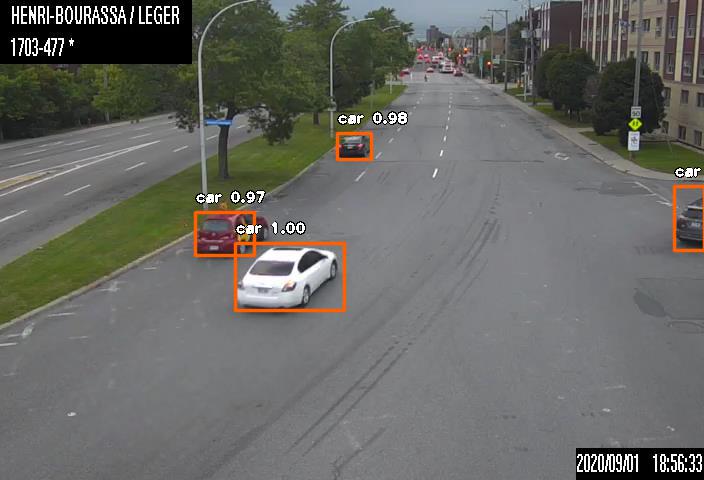 HENRI-BOURASSA / LEGER
1703-477 *
car 0.98
car
car 0.97
car 1.00
2020/09/01 18:56:33